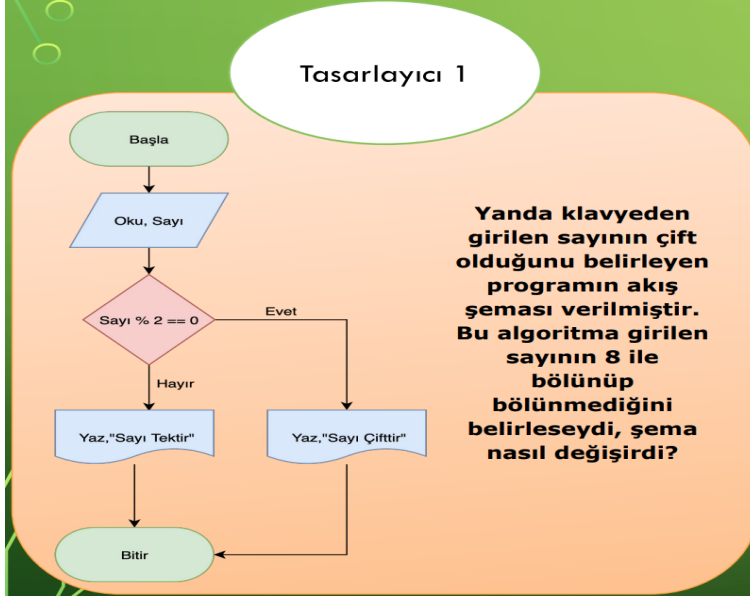 Tasarlayıcı 1
Başla
Oku, Sayı
Sayı % 2 == 0
Evet
Hayır
Yaz,"Sayı Tektir"
Yaz,"Sayı Çifttir"
Bitir
Yanda klavyeden
girilen sayının çift
olduğunu belirleyen
programın akış
şeması verilmiştir.
Bu algoritma girilen
sayının 8 ile
bölünüp
bölünmediğini
belirleseydi, şema
nasıl değişirdi?